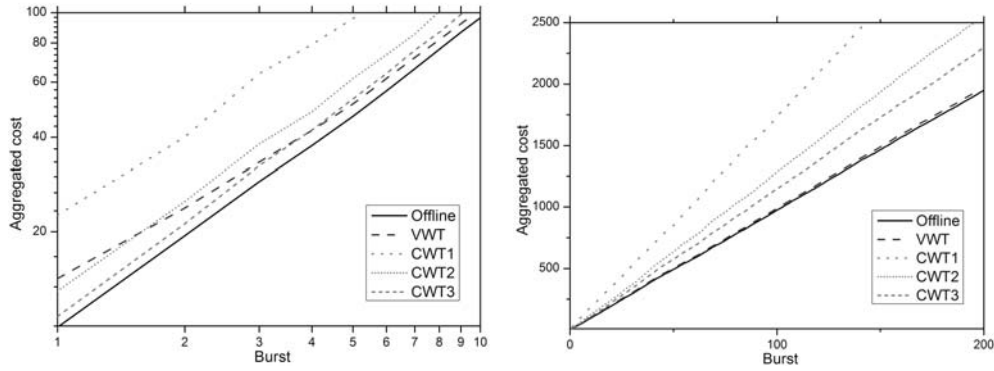 100
80
60
40
20
Aggregated cost
Offline
VWT
CWT1
CWT2
CWT3
1 2 3 4 5 6 7 8 9 10
Burst
2500
2000
1500
1000
500
Aggregated cost
Offline
VWT
CWT1
CWT2
CWT3
0 100 200
Burst